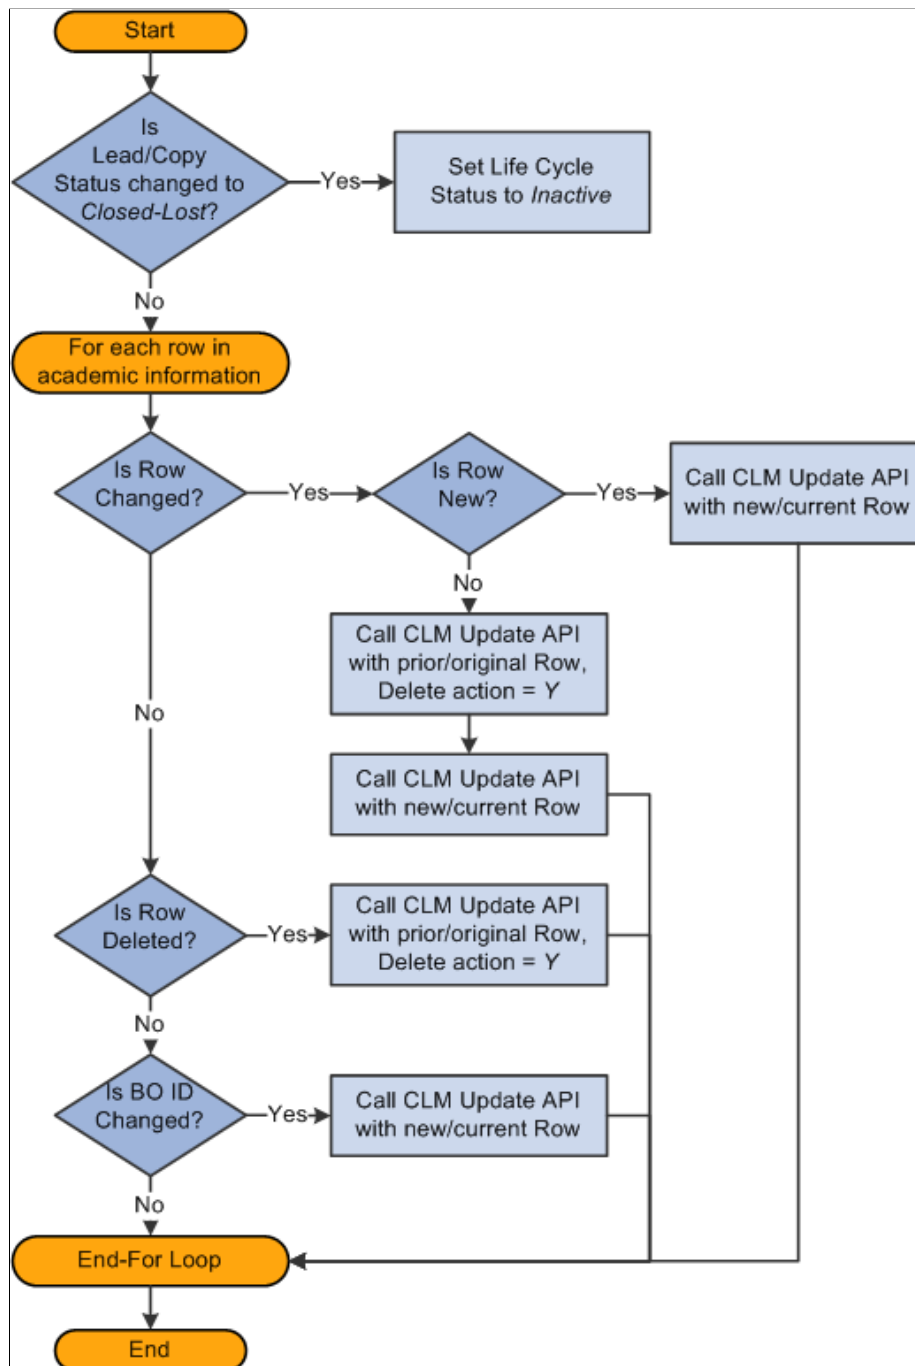 Start
Is
Lead/Copy
Status changed to
Closed-Lost?
Yes
Set Life Cycle
Status to Inactive
No
For each row in
academic information
Is Row
Changed?
Yes
Is Row
New?
Yes
Call CLM Update API
with new/current Row
No
Call CLM Update API
with prior/original Row,
Delete action = Y
No
Call CLM Update API
with new/current Row
Is Row
Deleted?
Yes
Call CLM Update API
with prior/original Row,
Delete action = Y
No
Is BO ID
Changed?
Yes
Call CLM Update API
with new/current Row
No
End-For Loop
End